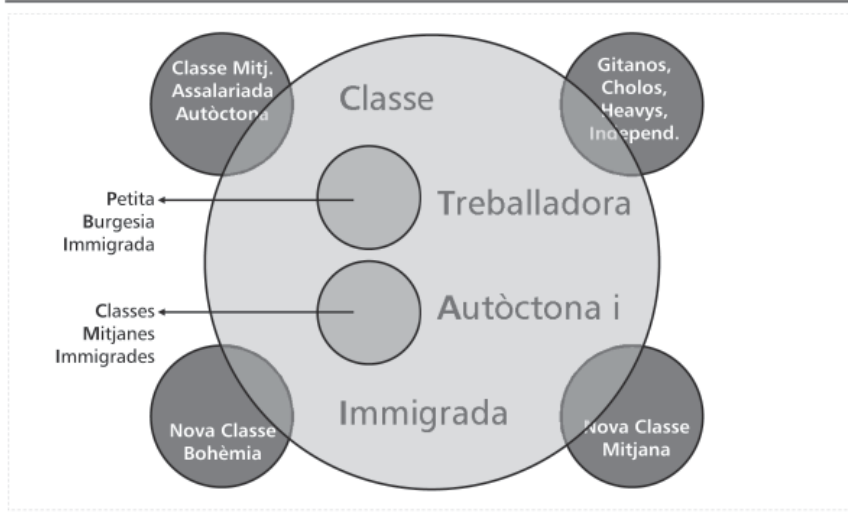 Classe Mitj.
Assalariada
Autòctona
Gitanos,
Cholos,
Heavys,
Independ.
Classe
Treballadora
Autòctona i
Immigrada
Petita
Burgesia
Immigrada
Classes
Mitjanes
Immigrades
Nova Classe
Bohèmia
Nova Classe
Mitjana